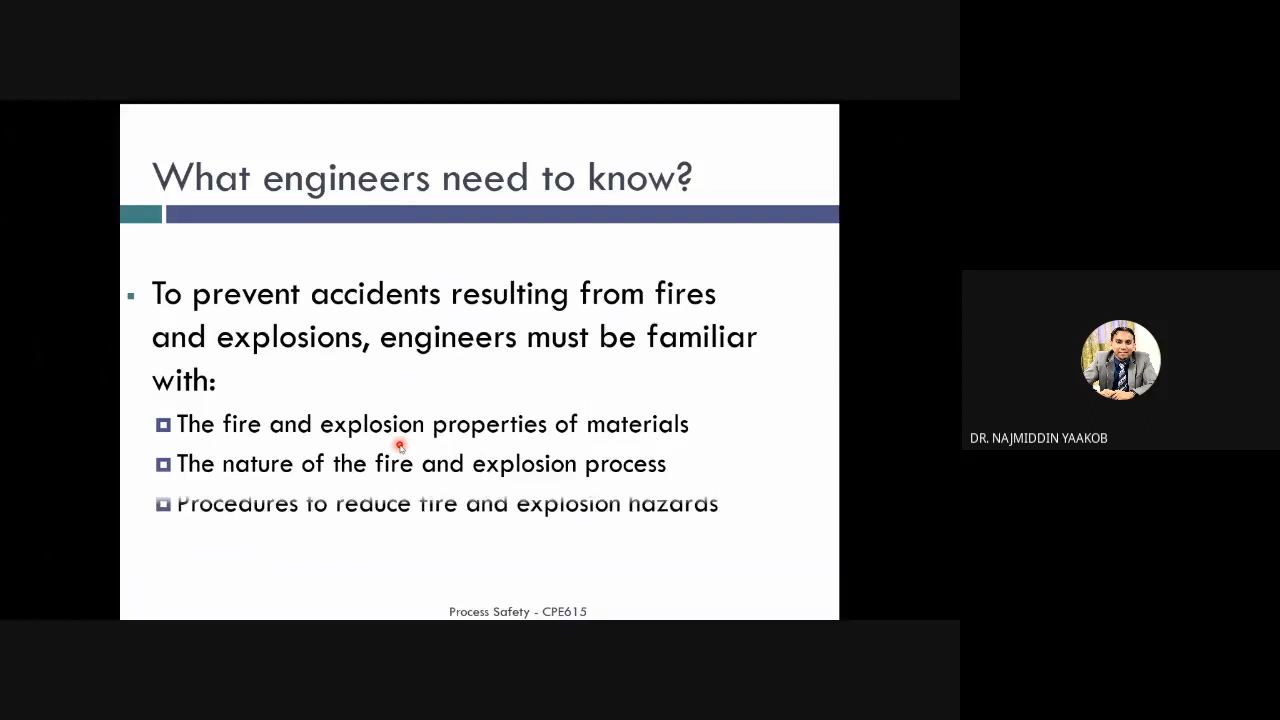 What engineers need to know?
To prevent accidents resulting from fires
and explosions, engineers must be familiar
with:
The fire and explosion properties of materials
The nature of the fire and explosion process
Procedures to reduce fire and explosion hazards
Process Safety - CPE615
DR. NAJMIDDIN YAAKOB